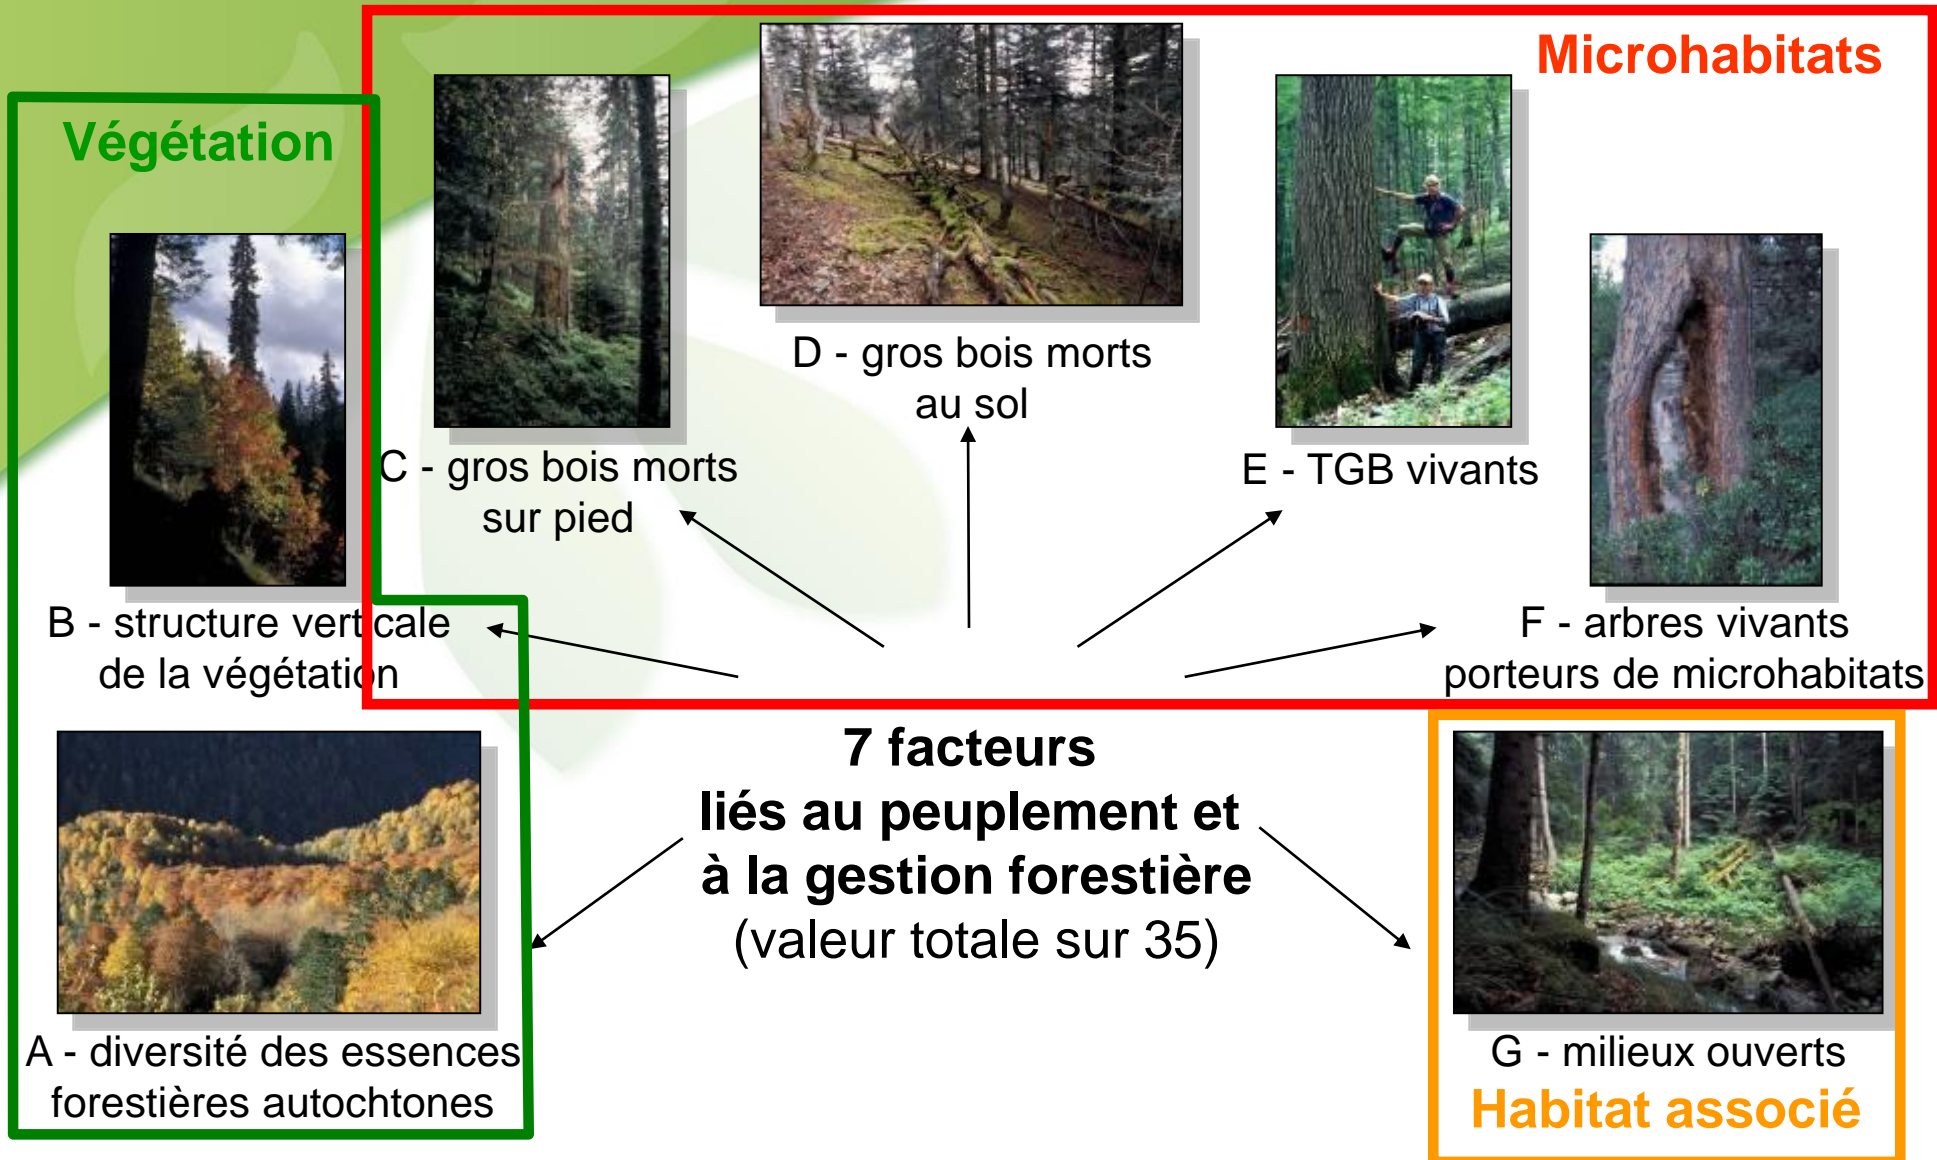 Microhabitats
Végétation
D - gros bois morts
au sol
C - gros bois morts
sur pied
E - TGB vivants
B - structure verticale
de la végétation
F - arbres vivants
porteurs de microhabitats
7 facteurs
liés au peuplement et
à la gestion forestière
(valeur totale sur 35)
A - diversité des essences
forestières autochtones
G - milieux ouverts
Habitat associé